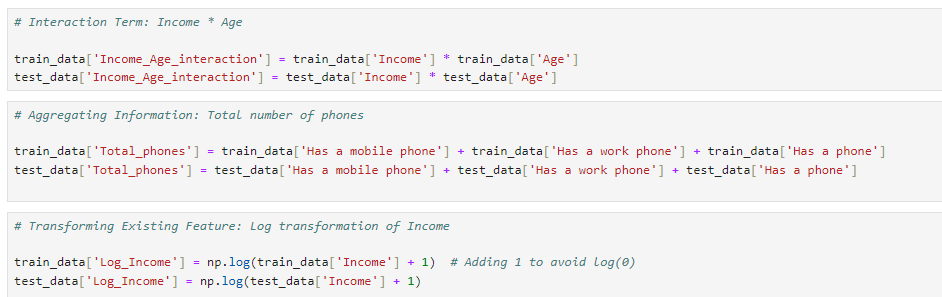 # Interaction Term: Income * Age
train_data['Income_Age_interaction'] = train_data['Income'] * train_data['Age']
test_data['Income_Age_interaction'] = test_data['Income'] * test_data['Age']
# Aggregating Information: Total number of phones
train_data['Total_phones'] = train_data['Has a mobile phone'] + train_data['Has a work phone'] + train_data['Has a phone']
test_data['Total_phones'] = test_data['Has a mobile phone'] + test_data['Has a work phone'] + test_data['Has a phone']
# Transforming Existing Feature: Log transformation of Income
train_data['Log_Income'] = np.log(train_data['Income'] + 1)  # Adding 1 to avoid log(0)
test_data['Log_Income'] = np.log(test_data['Income'] + 1)